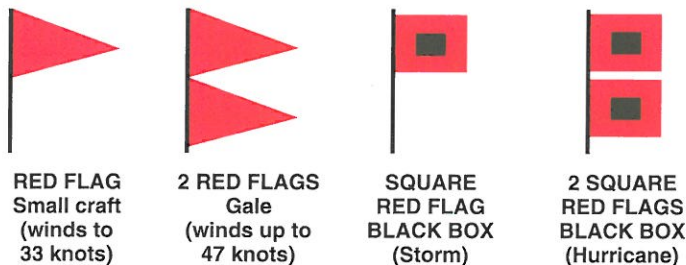 RED FLAG
Small craft
(winds to
33 knots)
2 RED FLAGS
Gale
(winds up to
47 knots)
SQUARE
RED FLAG
BLACK BOX
(Storm)
2 SQUARE
RED FLAGS
BLACK BOX
(Hurricane)